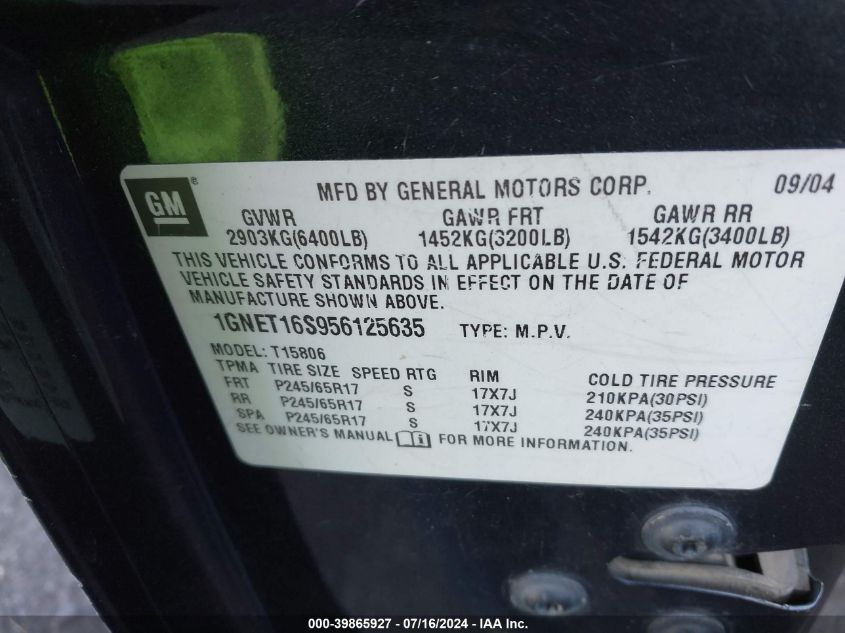 GM® MFD BY GENERAL MOTORS CORP. 09/04
GVWR GAWR FRT GAWR RR
2903KG(6400LB) 1452KG(3200LB) 1542KG(3400LB)
THIS VEHICLE CONFORMS TO ALL APPLICABLE U.S. FEDERAL MOTOR
VEHICLE SAFETY STANDARDS IN EFFECT ON THE DATE OF
MANUFACTURE SHOWN ABOVE.
1GNET16S956125635 TYPE: M.P.V.
MODEL: T15806
TPMA TIRE SIZE SPEED RTG RIM COLD TIRE PRESSURE
FRT P245/65R17 S 17X7J 210KPA(30PSI)
RR P245/65R17 S 17X7J 240KPA(35PSI)
SPA P245/65R17 S 17X7J 240KPA(35PSI)
SEE OWNER'S MANUAL FOR MORE INFORMATION.
000-39865927 / 07/16/2024 - IAA Inc.